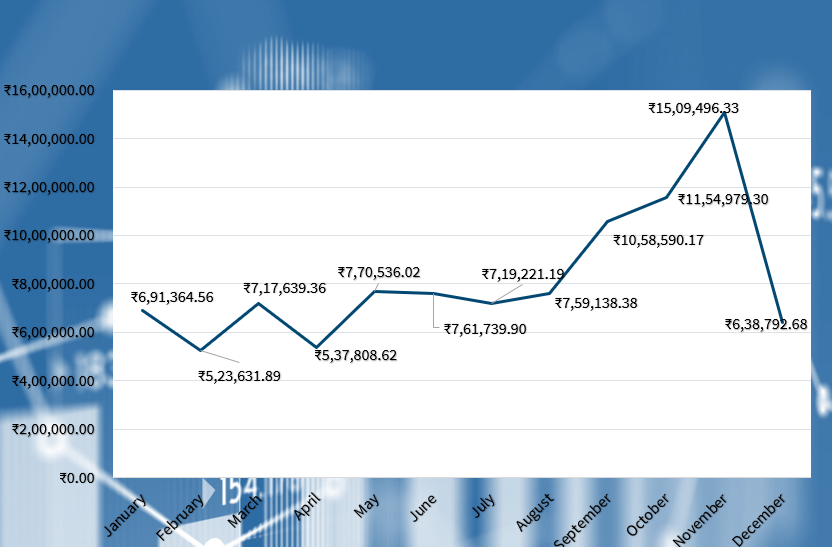 ₹16,00,000.00
₹14,00,000.00
₹12,00,000.00
₹10,00,000.00
₹8,00,000.00
₹6,00,000.00
₹4,00,000.00
₹2,00,000.00
₹0.00
₹6,91,364.56
₹5,23,631.89
₹7,17,639.36
₹5,37,808.62
₹7,70,536.02
₹7,61,739.90
₹7,19,221.19
₹7,59,138.38
₹10,58,590.17
₹11,54,979.30
₹15,09,496.33
₹6,38,792.68
January
February
March
April
May
June
July
August
September
October
November
December